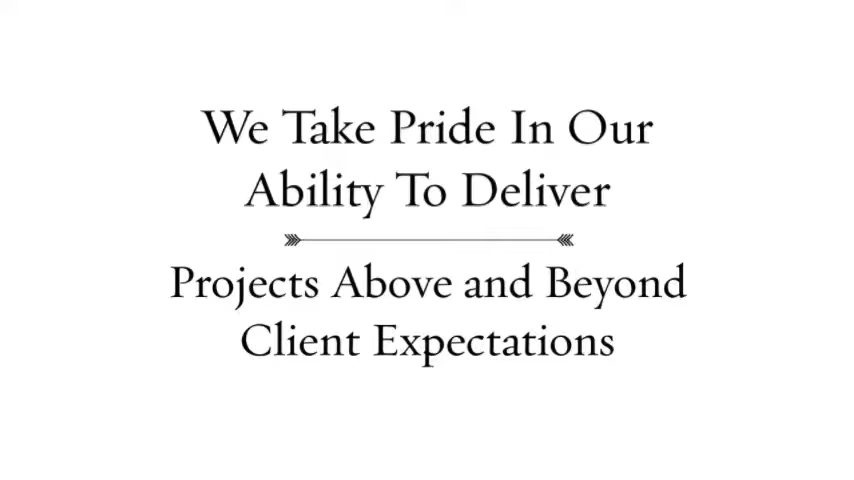 We Take Pride In Our
Ability To Deliver
Projects Above and Beyond
Client Expectations